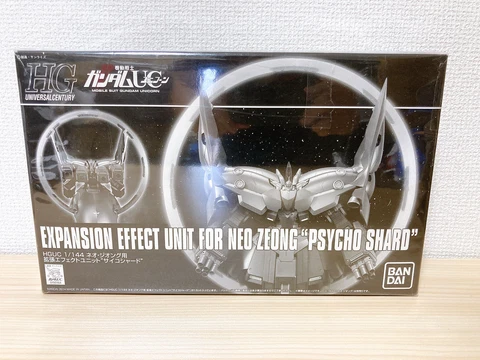 HG
UNIVERSAL CENTURY
機動戦士
ガンダムUC
MOBILE SUIT GUNDAM UNICORN
EXPANSION EFFECT UNIT FOR NEO ZEONG "PSYCHO SHARD"
HGUC 1/144 ネオ・ジオング用
拡張エフェクトユニット"サイコシャード"
BAN
DAI